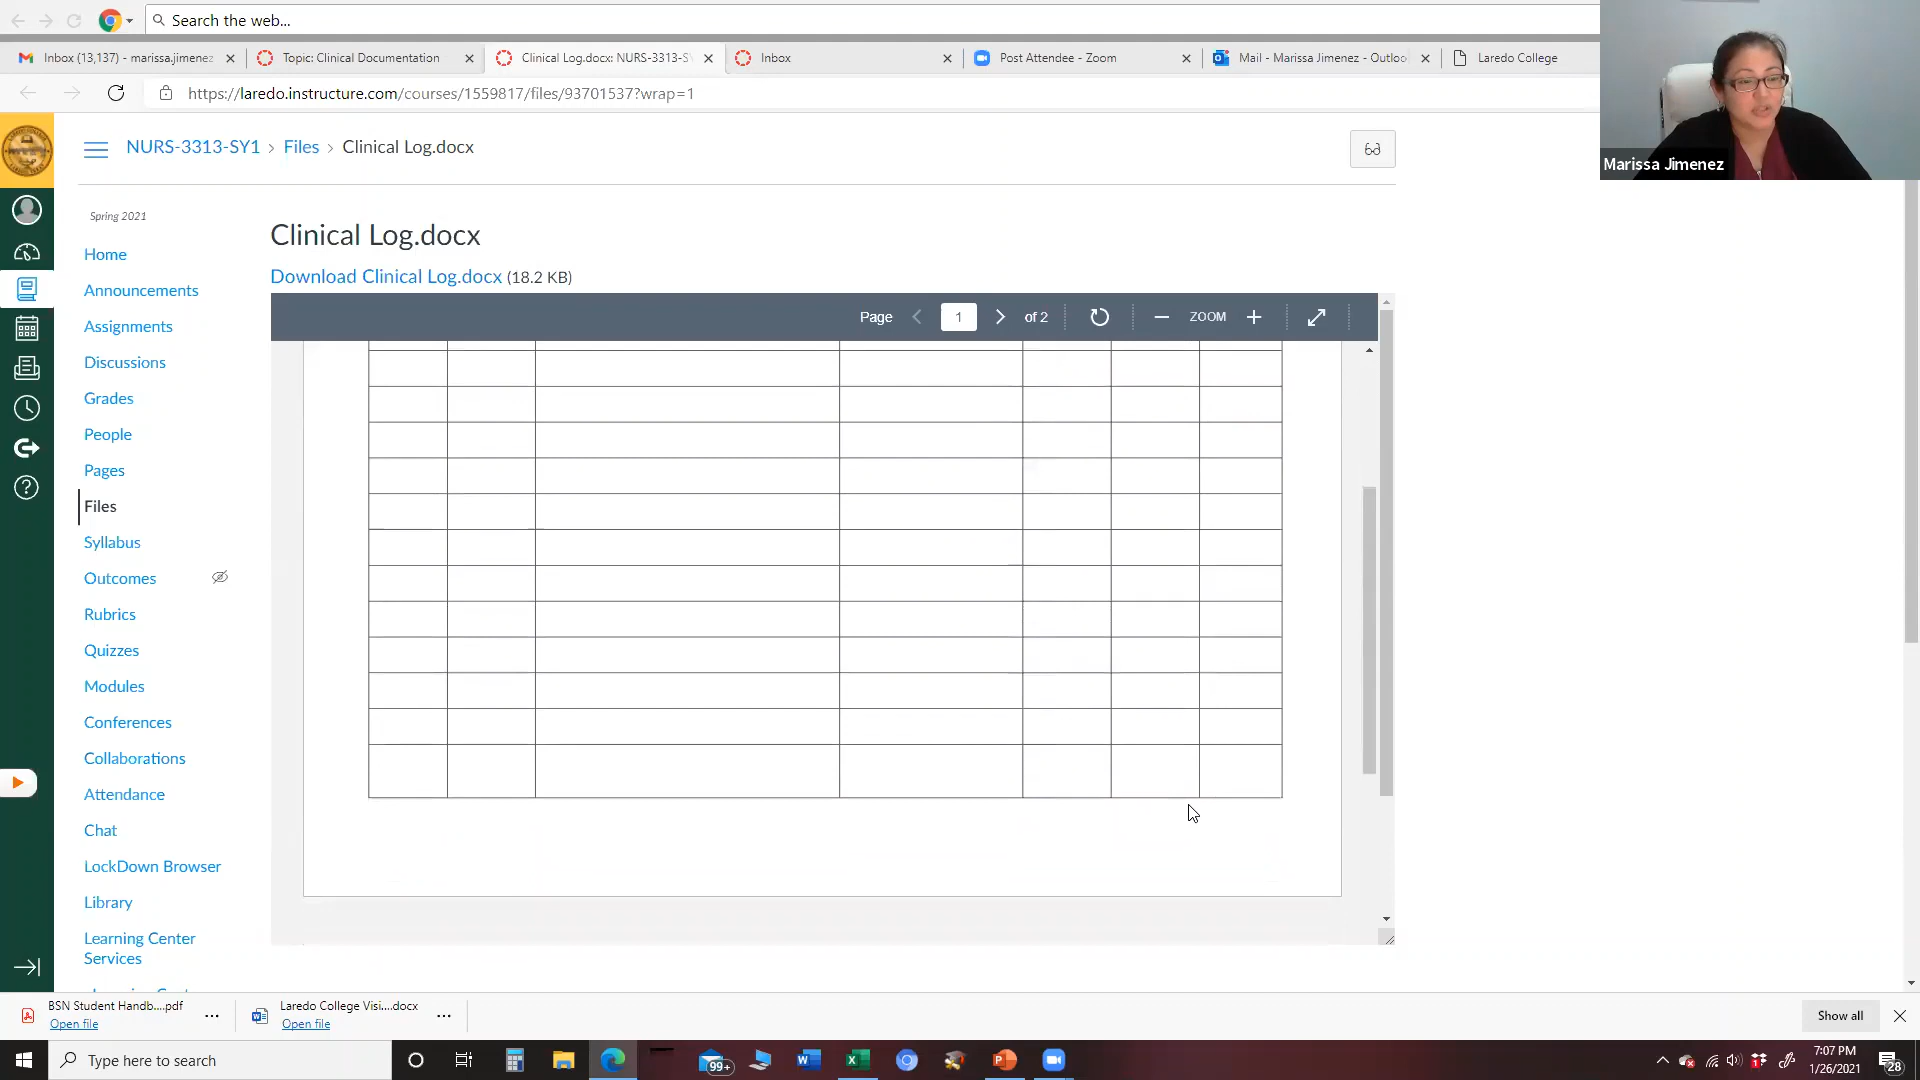 Search the web...
Inbox (13,137) - marissa.jimenez
Topic: Clinical Documentation
Clinical Log.docx: NURS-3313-SY
Inbox
Post Attendee - Zoom
Mail - Marissa Jimenez - Outloo
Laredo College
https://laredo.instructure.com/courses/1559817/files/93701537?wrap=1
Marissa Jimenez
NURS-3313-SY1 > Files > Clinical Log.docx
Spring 2021
Home
Announcements
Assignments
Discussions
Grades
People
Pages
Files
Syllabus
Outcomes
Rubrics
Quizzes
Modules
Conferences
Collaborations
Attendance
Chat
LockDown Browser
Library
Learning Center
Services
Clinical Log.docx
Download Clinical Log.docx (18.2 KB)
Page 1 of 2 ZOOM
BSN Student Handb....pdf
Open file
Laredo College Visi....docx
Open file
Show all
Type here to search
99+
7:07 PM
1/26/2021
28